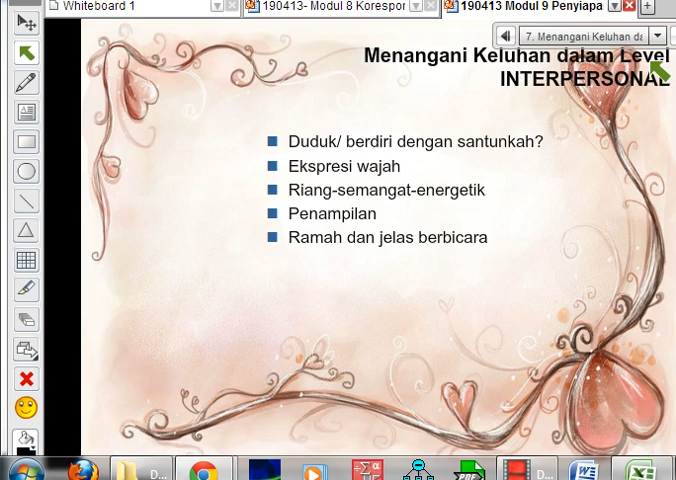 Whiteboard 1
190413- Modul 8 Korespor
190413 Modul 9 Penyiapa
7. Menangani Keluhan da
Menangani Keluhan dalam Level
INTERPERSONAL
Duduk/ berdiri dengan santunkah?
Ekspresi wajah
Riang-semangat-energetik
Penampilan
Ramah dan jelas berbicara
D...
PDF
D...